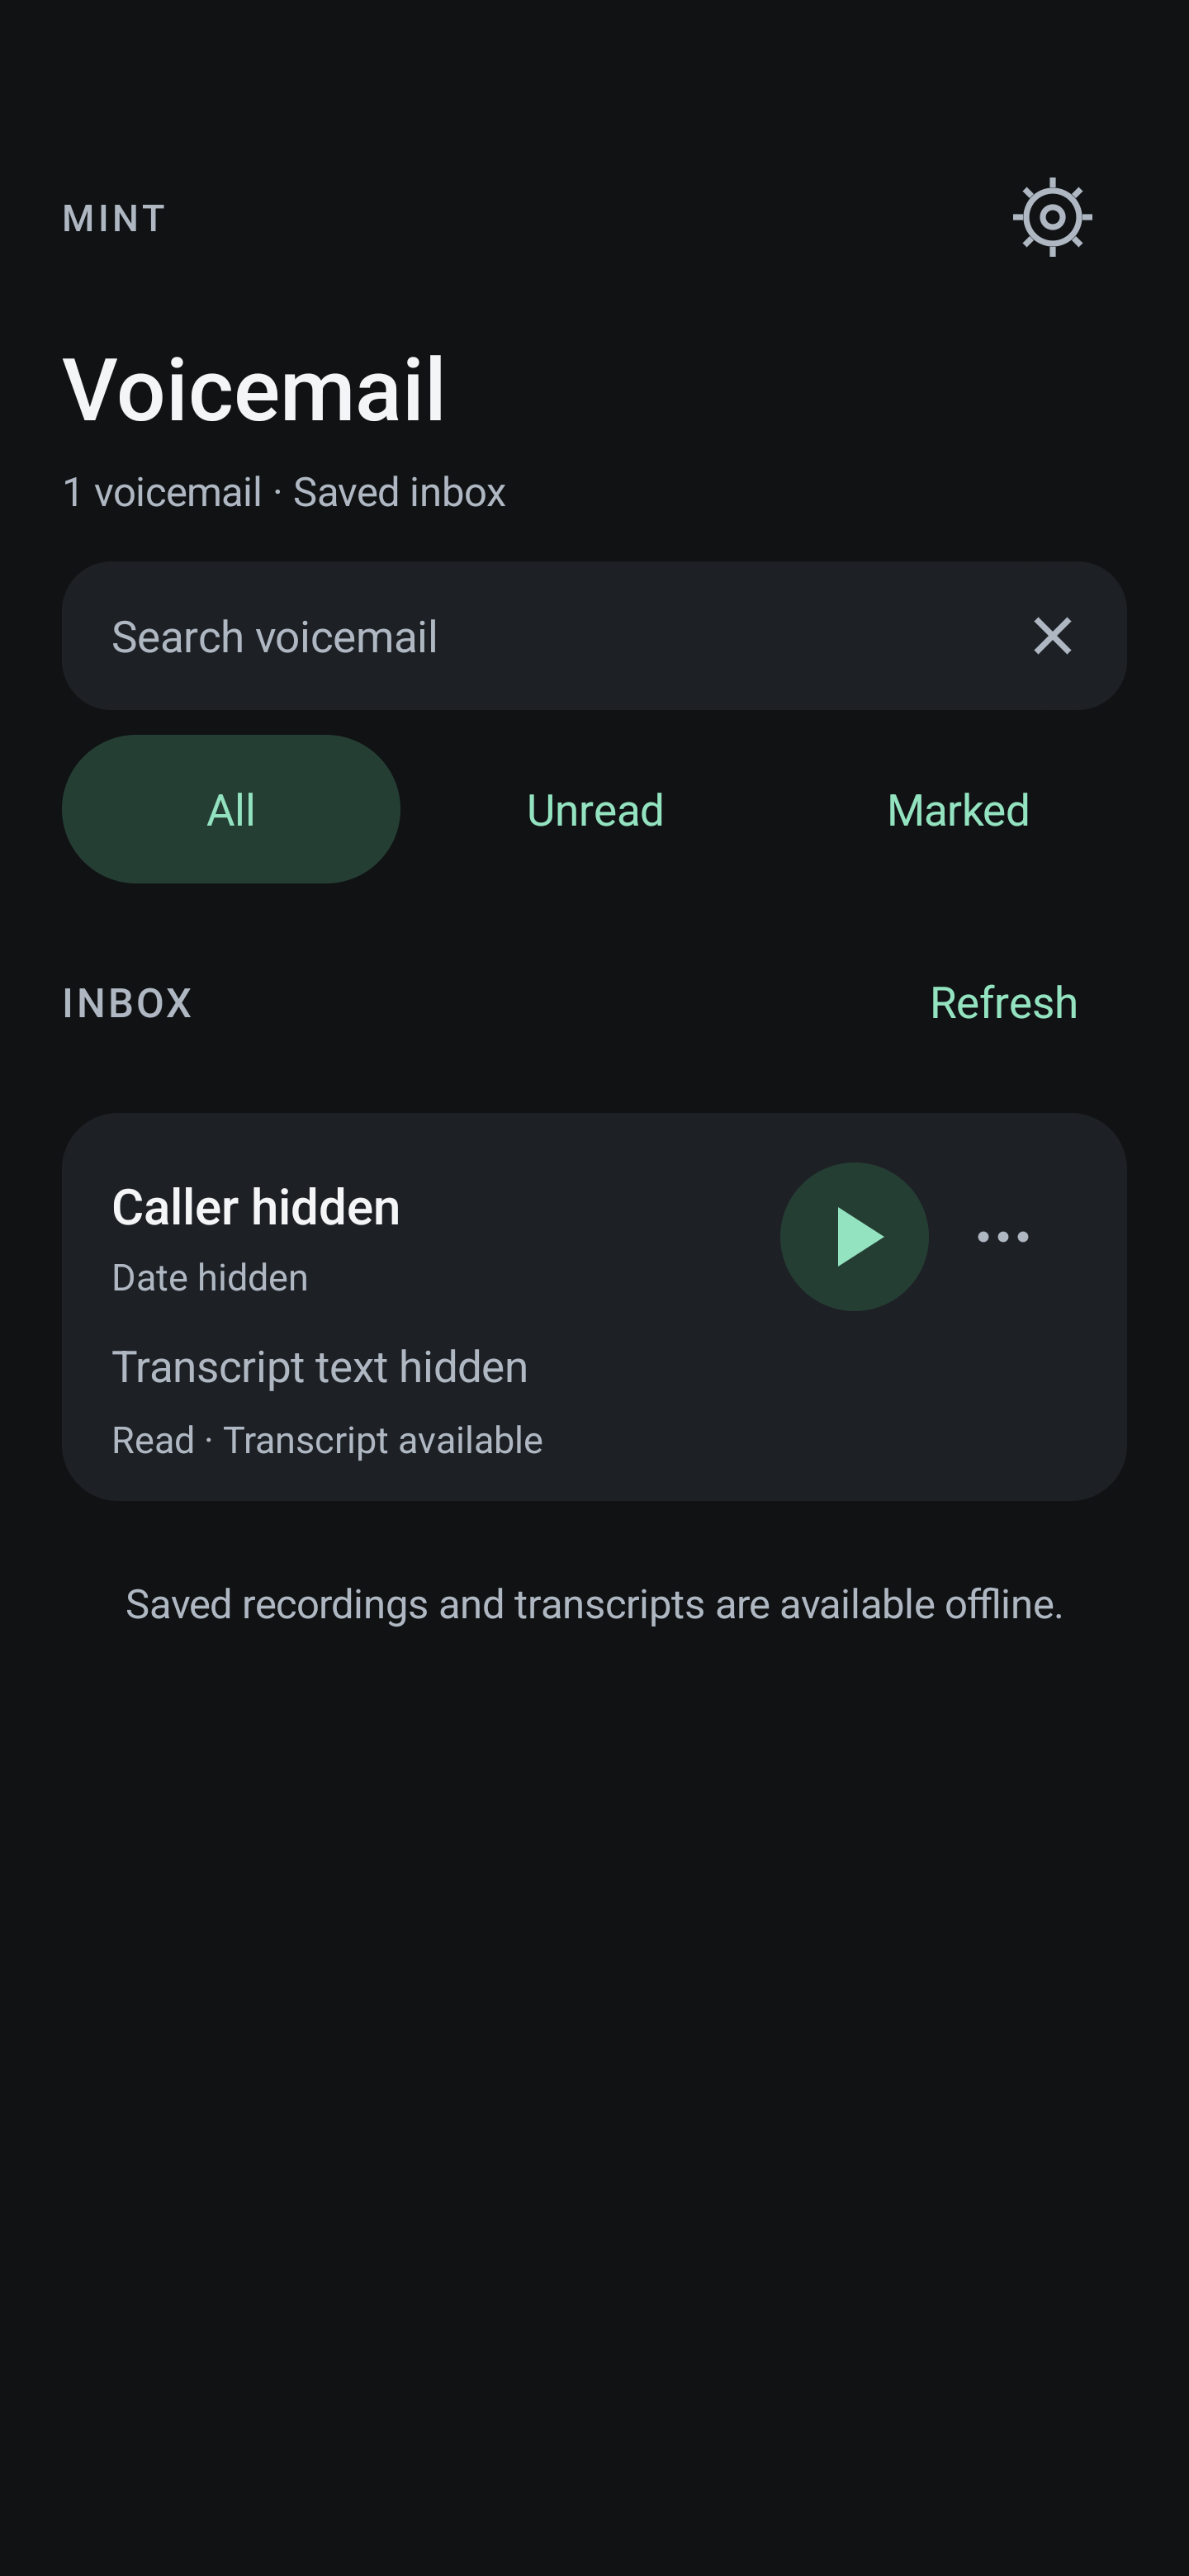 MINT
Voicemail
1 voicemail · Saved inbox
Search voicemail
All Unread Marked
INBOX Refresh
Caller hidden
Date hidden
Transcript text hidden
Read · Transcript available
Saved recordings and transcripts are available offline.